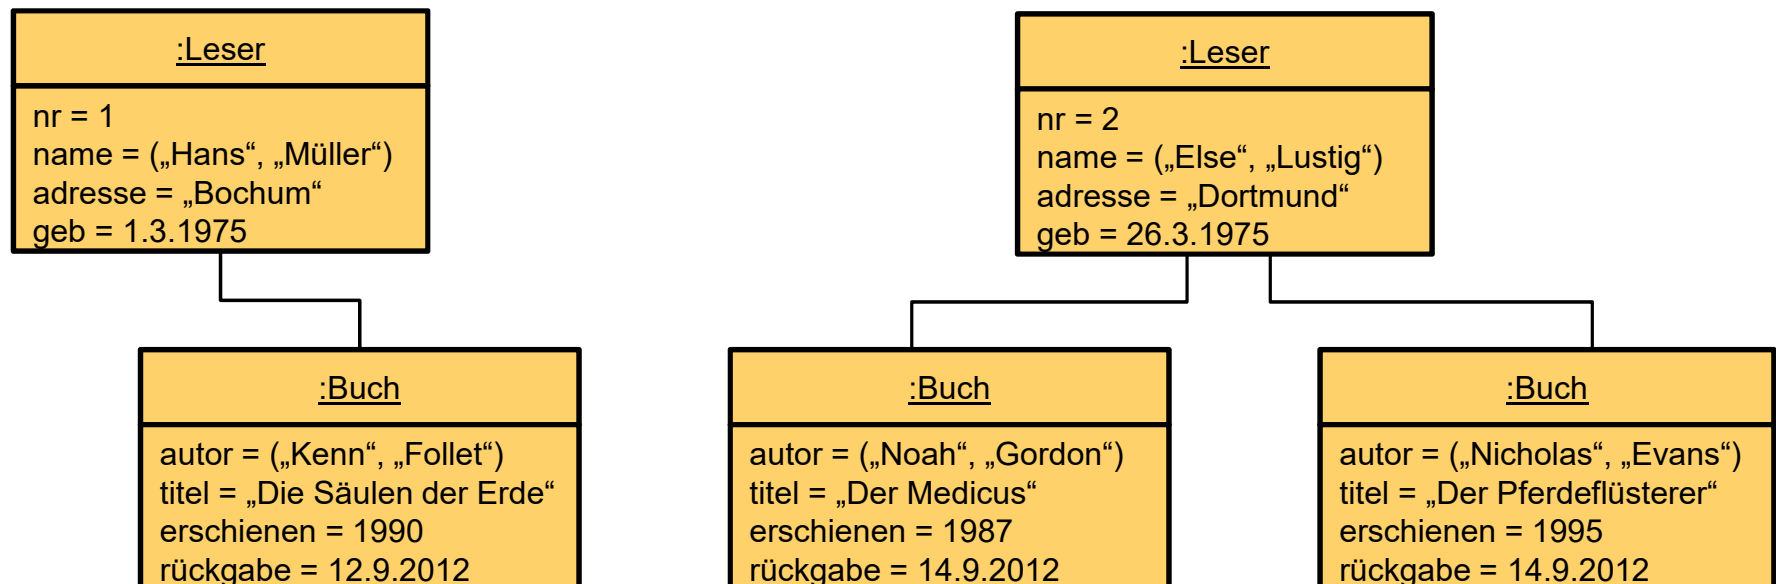 :Leser
nr = 1
name = („Hans“, „Müller“)
adresse = „Bochum“
geb = 1.3.1975
:Leser
nr = 2
name = („Else“, „Lustig“)
adresse = „Dortmund“
geb = 26.3.1975
:Buch
autor = („Kenn“, „Follet“)
titel = „Die Säulen der Erde“
erschienen = 1990
rückgabe = 12.9.2012
:Buch
autor = („Noah“, „Gordon“)
titel = „Der Medicus“
erschienen = 1987
rückgabe = 14.9.2012
:Buch
autor = („Nicholas“, „Evans“)
titel = „Der Pferdeflüsterer“
erschienen = 1995
rückgabe = 14.9.2012